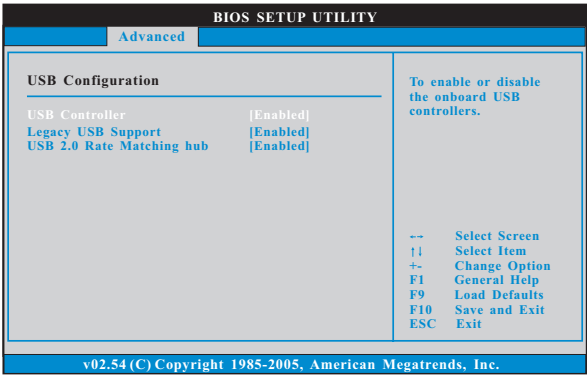 BIOS SETUP UTILITY
Advanced
USB Configuration
USB Controller [Enabled]
Legacy USB Support [Enabled]
USB 2.0 Rate Matching hub [Enabled]
To enable or disable
the onboard USB
controllers.
←→ Select Screen
↑↓ Select Item
+- Change Option
F1 General Help
F9 Load Defaults
F10 Save and Exit
ESC Exit
v02.54 (C) Copyright 1985-2005, American Megatrends, Inc.